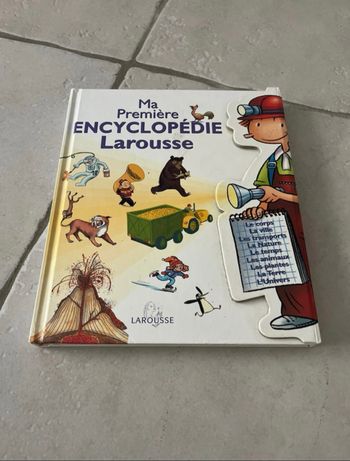 Ma
Première
ENCYCLOPÉDIE
Larousse
Le corps
La ville
Les transports
La Nature
Le temps
Les animaux
Les plantes
La Terre
L'Univers
LAROUSSE